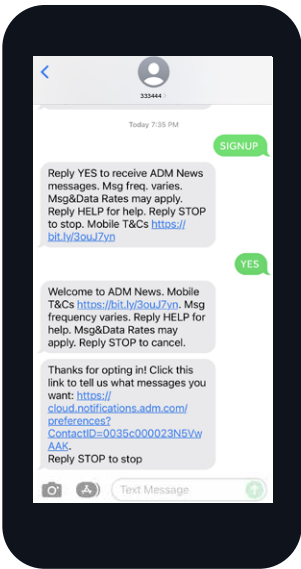 333444
Today 7:35 PM
SIGNUP
Reply YES to receive ADM News
messages. Msg freq. varies.
Msg&Data Rates may apply.
Reply HELP for help. Reply STOP
to stop. Mobile T&Cs https://
bit.ly/3ouJ7yn
YES
Welcome to ADM News. Mobile
T&Cs https://bit.ly/3ouJ7yn. Msg
frequency varies. Reply HELP for
help. Msg&Data Rates may
apply. Reply STOP to cancel.
Thanks for opting in! Click this
link to tell us what messages you
want: https://
cloud.notifications.adm.com/
preferences?
ContactID=0035c000023N5Vw
AAK.
Reply STOP to stop
Text Message